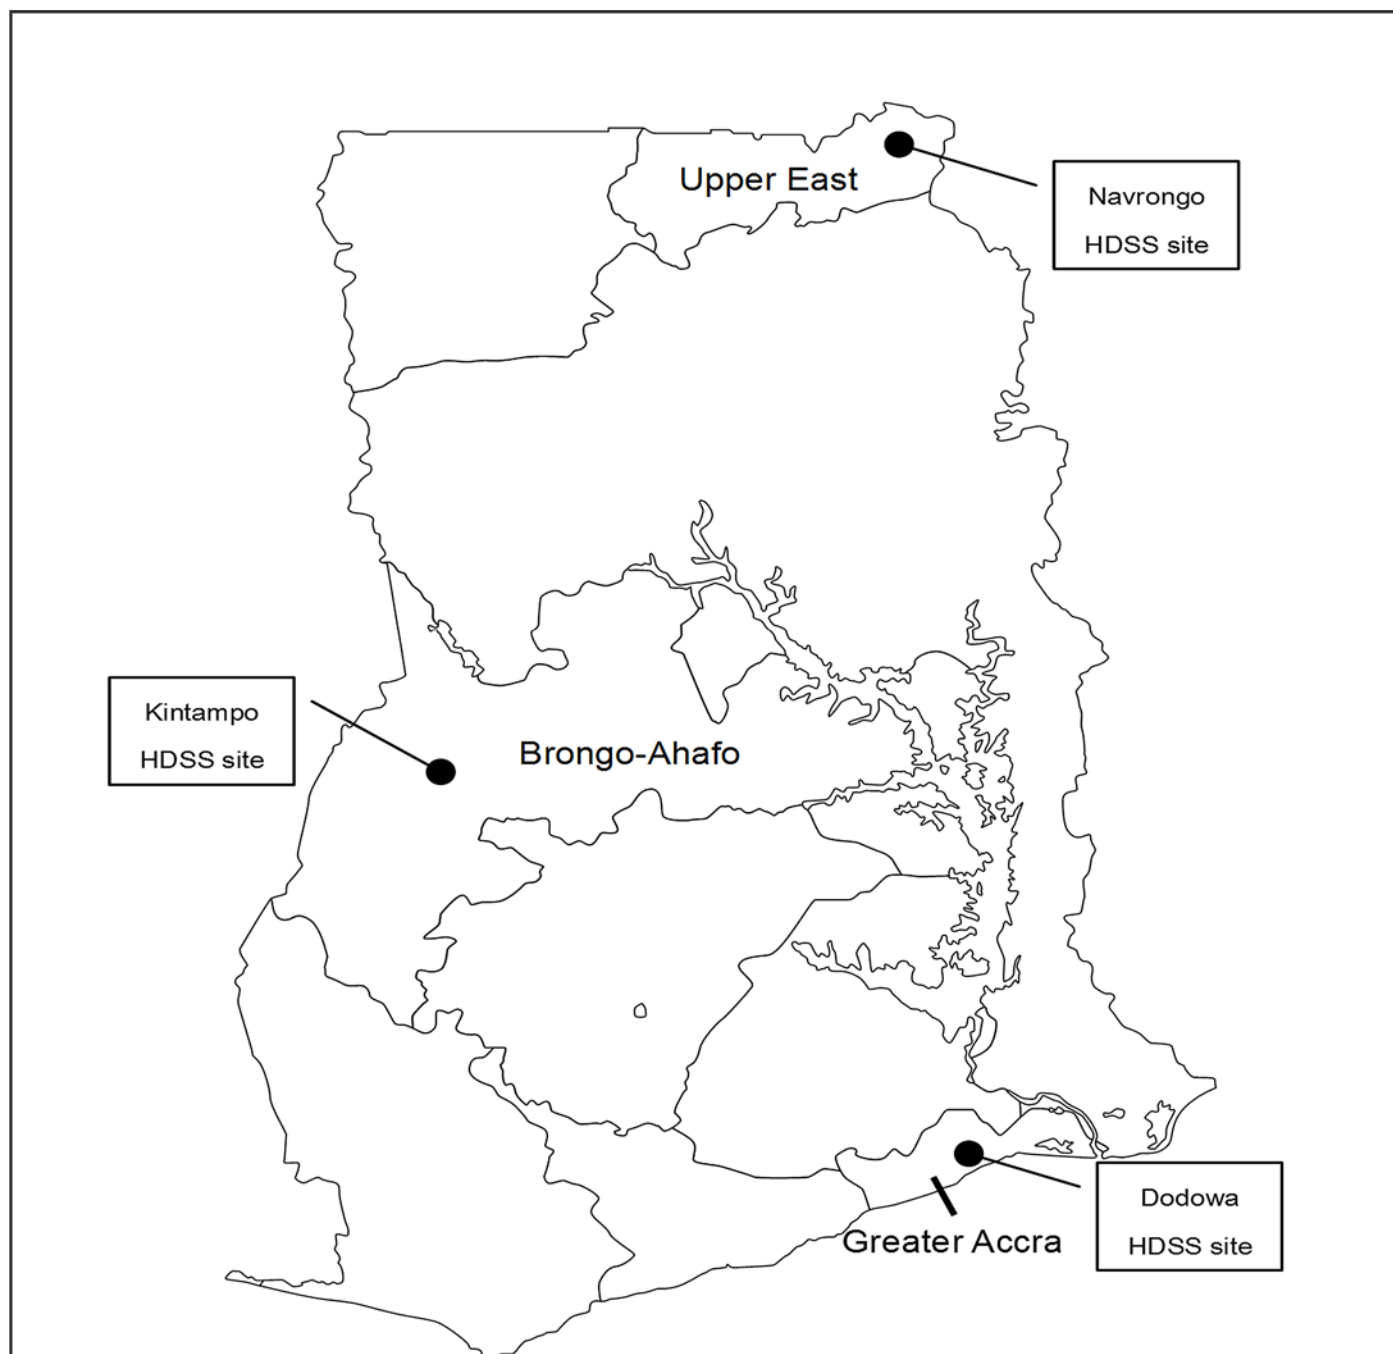 Upper East
Navrongo
HDSS site
Kintampo
HDSS site
Brongo-Ahafo
Dodowa
HDSS site
Greater Accra